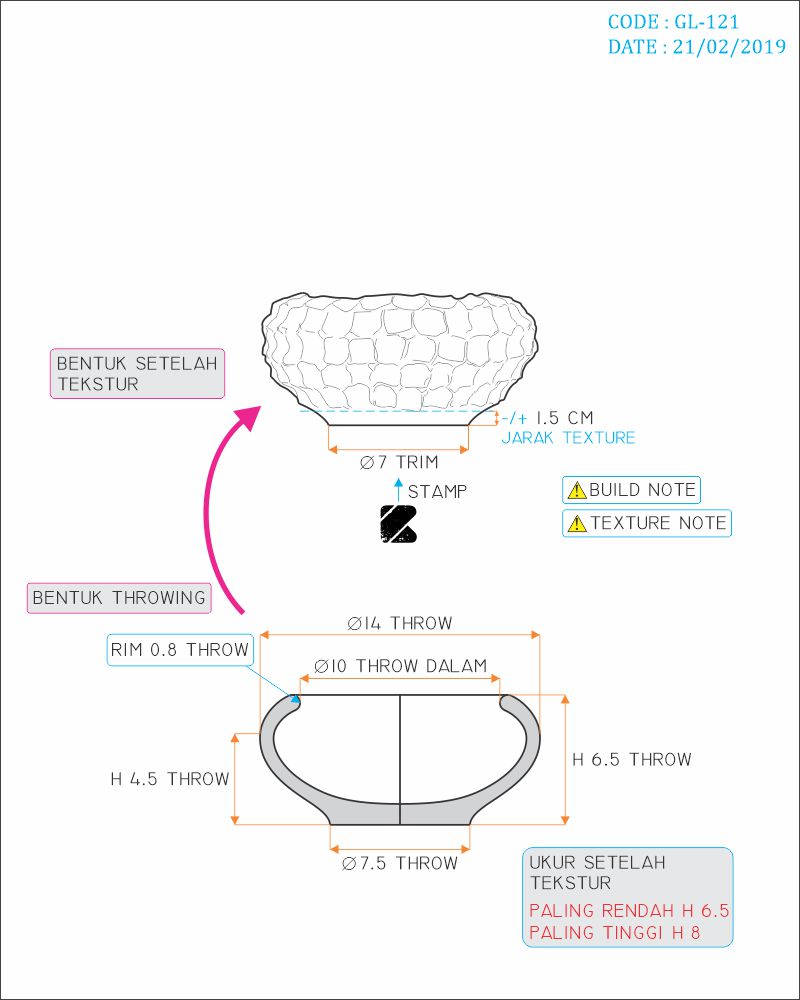 CODE : GL-121
DATE : 21/02/2019
BENTUK SETELAH
TEKSTUR
-/+ 1.5 CM
JARAK TEXTURE
Ø7 TRIM
STAMP
BUILD NOTE
TEXTURE NOTE
BENTUK THROWING
Ø14 THROW
RIM 0.8 THROW
Ø10 THROW DALAM
H 6.5 THROW
H 4.5 THROW
Ø7.5 THROW
UKUR SETELAH
TEKSTUR
PALING RENDAH H 6.5
PALING TINGGI H 8